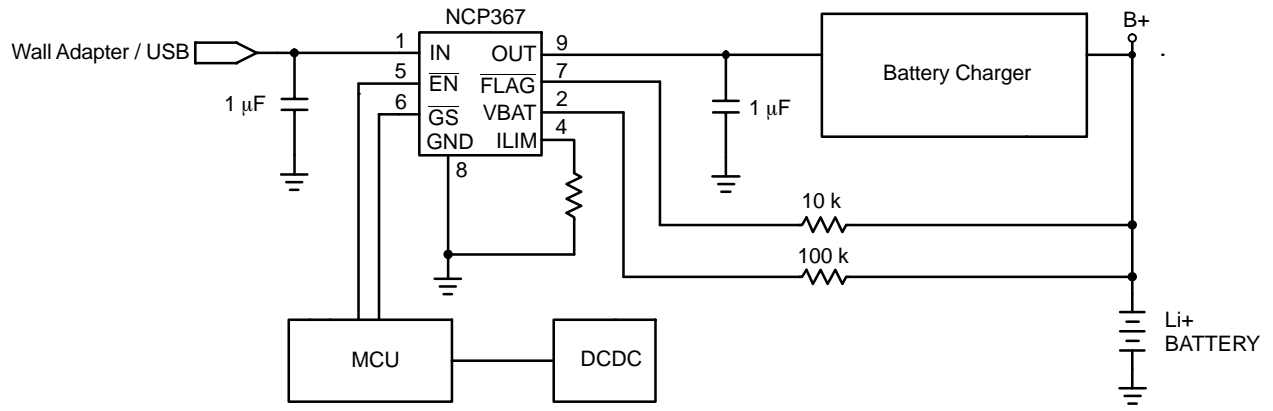 NCP367
B+
Wall Adapter / USB
1
IN
OUT
9
5
EN
FLAG
7
6
GS
VBAT
2
GND
ILIM
4
8
1 μF
1 μF
Battery Charger
10 k
100 k
MCU
DCDC
Li+
BATTERY